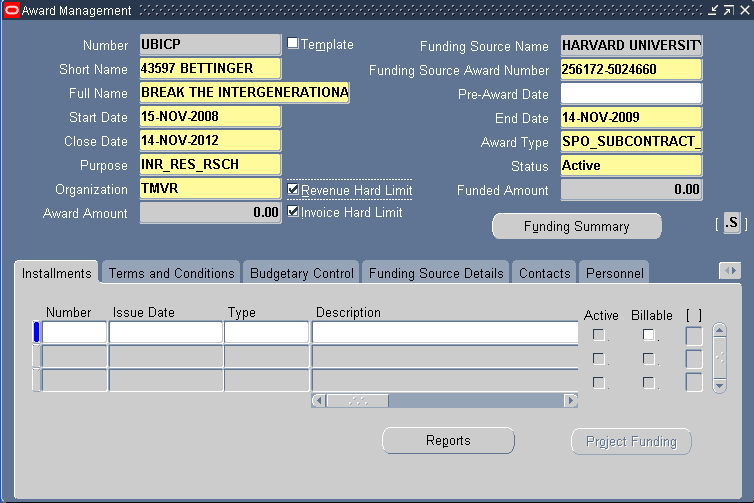 Award Management
Number UBICP Template Funding Source Name HARVARD UNIVERSITY
Short Name 43597 BETTINGER Funding Source Award Number 256172-5024660
Full Name BREAK THE INTERGENERATIONA Pre-Award Date
Start Date 15-NOV-2008 End Date 14-NOV-2009
Close Date 14-NOV-2012 Award Type SPO_SUBCONTRACT_
Purpose INR_RES_RSCH Status Active
Organization TMVR Revenue Hard Limit Funded Amount 0.00
Award Amount 0.00 Invoice Hard Limit
Funding Summary [ .S ]
Installments Terms and Conditions Budgetary Control Funding Source Details Contacts Personnel
Number Issue Date Type Description Active Billable [ ]
Reports Project Funding